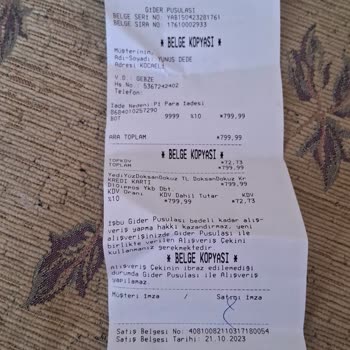 GİDER PUSULASI
BELGE SERİ NO: YAB150423281761
BELGE SIRA NO: 17610002933
* BELGE KOPYASI *
Müşterinin,
Adı-Soyadı: YUNUS DEDE
Adresi: KOCAELİ
V.D : GEBZE
Hs No : 5367242402
Telefon:
İade Nedeni: Pt Para İadesi
8684010257290 9999 %10 *799,99
BOT
ARA TOPLAM *799,99
* BELGE KOPYASI *
TOPKDV *72,73
TOPLAM *799,99
YediYüzDoksanDokuz TL DoksanDokuz Kr
KREDİ KARTI *799,99
KDV Oranı KDV Dahil Tutar KDV
%10 *799,99 *72,73
İşbu Gider Pusulası bedeli kadar alış-
veriş yapma hakkı kazandırmaz, yeni
alışverişinizde Gider Pusulası ile
birlikte verilen Alışveriş Çekini
kullanmanız gerekmektedir.
* BELGE KOPYASI *
Alışveriş Çekinin ibraz edilemediği
durumda Gider Pusulası ile Alışveriş
yapılamaz.
Müşteri İmza / Satıcı İmza
Satış Belgesi No: 40810082110317180054
Satış Belgesi Tarihi: 21.10.2023